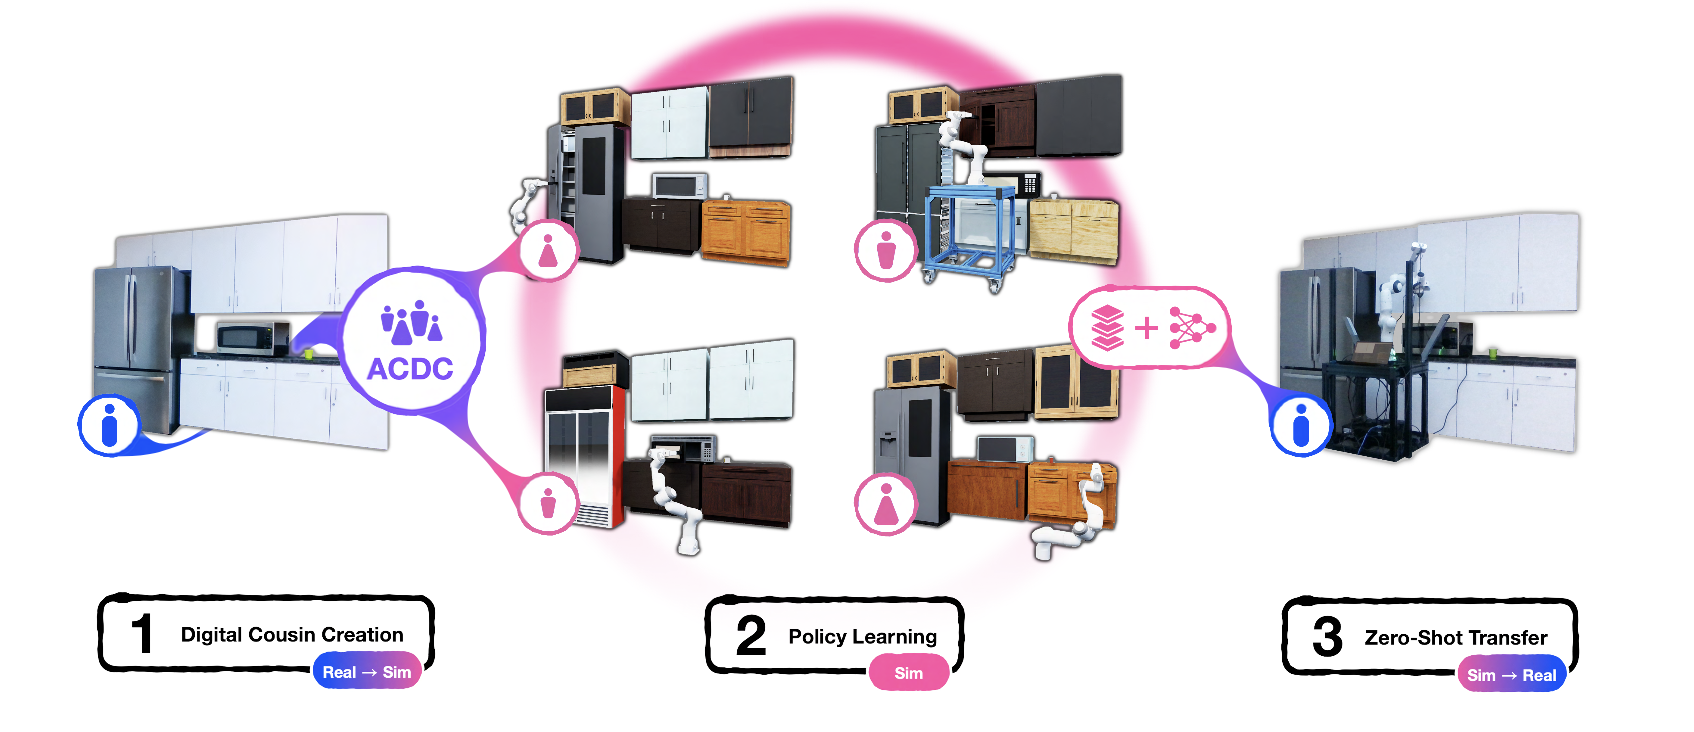 ACDC
1 Digital Cousin Creation
Real → Sim
2 Policy Learning
Sim
3 Zero-Shot Transfer
Sim → Real